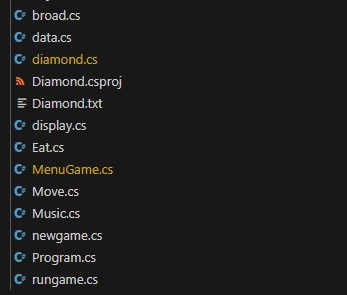 broad.cs
data.cs
diamond.cs
Diamond.csproj
Diamond.txt
display.cs
Eat.cs
MenuGame.cs
Move.cs
Music.cs
newgame.cs
Program.cs
rungame.cs